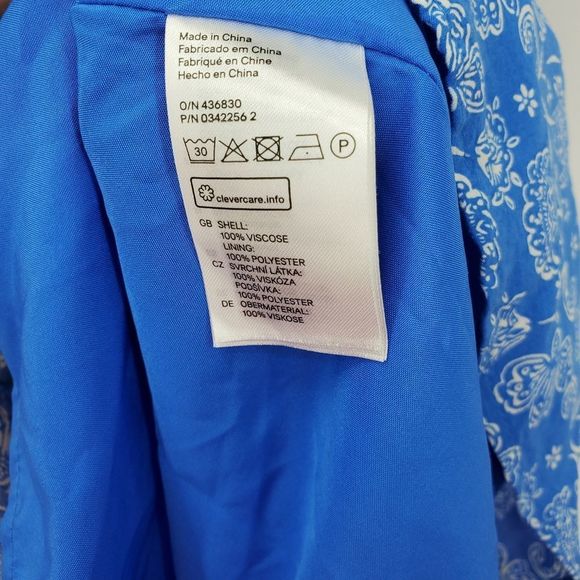 Made in China
Fabricado em China
Fabriqué en Chine
Hecho en China
O/N 436830
P/N 0342256 2
30 P
clevercare.info
GB SHELL:
100% VISCOSE
LINING:
100% POLYESTER
CZ SVRCHNÍ LÁTKA:
100% VISKÓZA
PODŠÍVKA:
100% POLYESTER
DE OBERMATERIAL:
100% VISKOSE